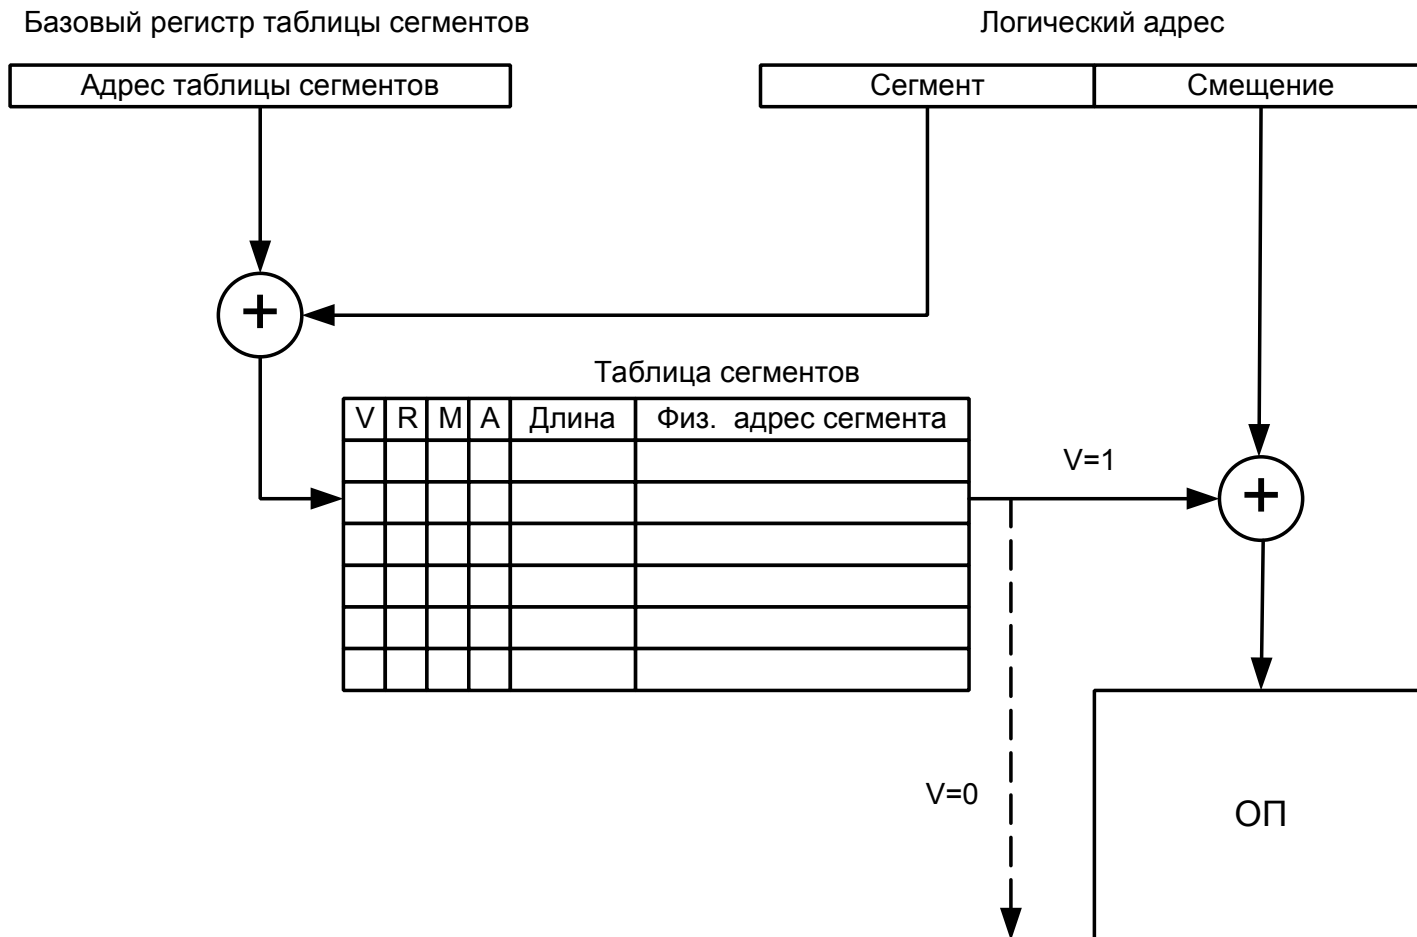 Базовый регистр таблицы сегментов
Логический адрес
Адрес таблицы сегментов
Сегмент
Смещение
+
Таблица сегментов
V R M A Длина Физ. адрес сегмента
V=1
+
V=0
ОП